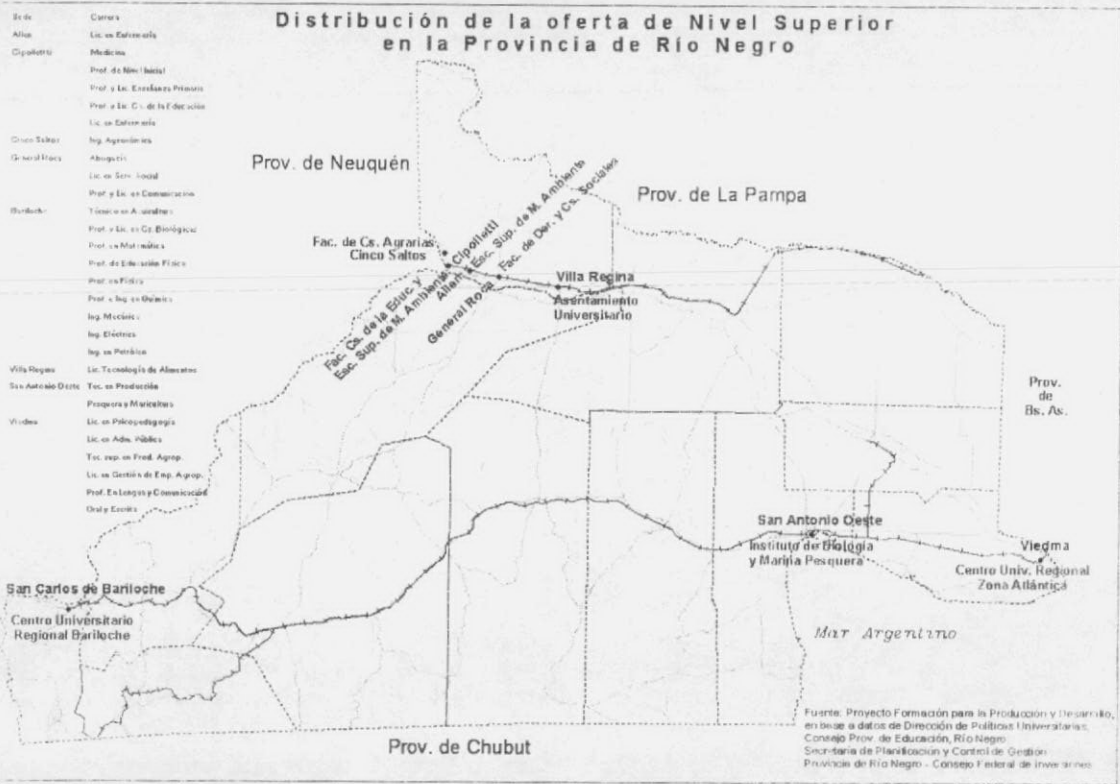 Distribución de la oferta de Nivel Superior
en la Provincia de Río Negro
Sede Carrera
Allen Lic. en Enfermería
Cipolletti Medicina
Prof. de Nivel Inicial
Prof. y Lic. Enseñanza Primaria
Prof. y Lic. Cs. de la Educación
Lic. en Enfermería
Cinco Saltos Ing. Agronómica
General Roca Abogacía
Lic. en Serv. Social
Prof. y Lic. en Comunicación
Bariloche Técnico en Acuicultura
Prof. y Lic. en Cs. Biológicas
Prof. en Matemática
Prof. de Educación Física
Prof. en Física
Prof. e Ing. en Química
Ing. Mecánica
Ing. Eléctrica
Ing. en Petróleo
Villa Regina Lic. Tecnología de Alimentos
San Antonio Oeste Tec. en Producción
Pesquera y Maricultura
Viedma Lic. en Psicopedagogía
Lic. en Adm. Pública
Tec. sup. en Prod. Agrop.
Lic. en Gestión de Emp. Agrop.
Prof. En Lengua y Comunicación
Oral y Escrita
Prov. de Neuquén
Prov. de La Pampa
Fac. de Cs. Agrarias
Cinco Saltos
Fac. Cs. de la Educ. y
Esc. Sup. de M. Ambiente Cipolletti
Allen Esc. Sup. de M. Ambiente
General Roca Fac. de Der. y Cs. Sociales
Villa Regina
Asentamiento
Universitario
Prov.
de
Bs. As.
San Antonio Oeste
Instituto de Biología
y Marina Pesquera
Viedma
Centro Univ. Regional
Zona Atlántica
San Carlos de Bariloche
Centro Universitario
Regional Bariloche
Mar Argentino
Prov. de Chubut
Fuente: Proyecto Formación para la Producción y Desarrollo,
en base a datos de Dirección de Políticas Universitarias,
Consejo Prov. de Educación, Río Negro
Secretaría de Planificación y Control de Gestión
Provincia de Río Negro - Consejo Federal de Inversiones